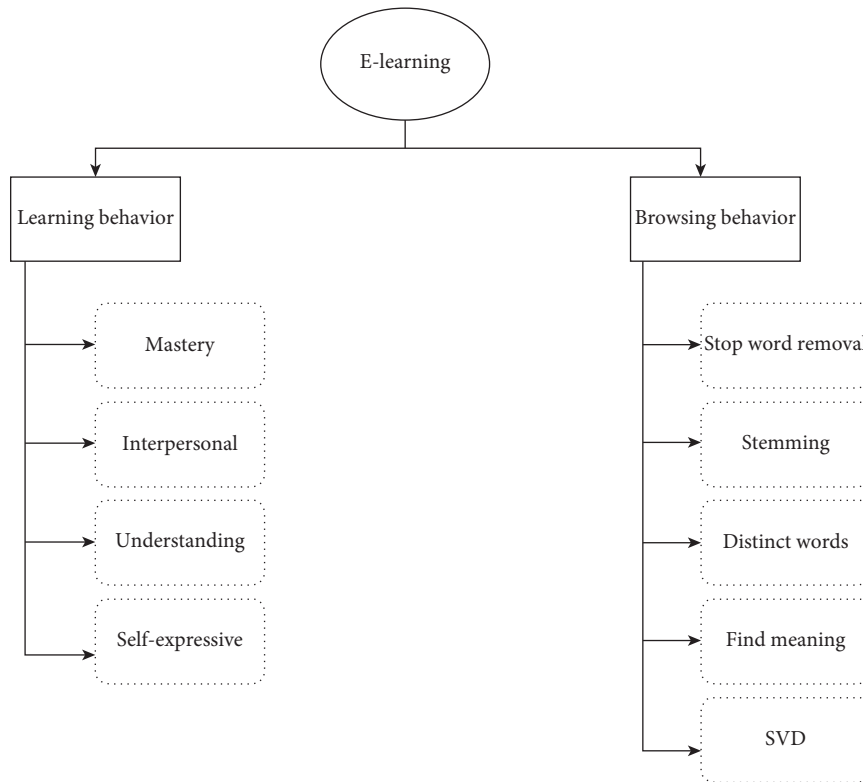 E-learning
Learning behavior
Mastery
Interpersonal
Understanding
Self-expressive
Browsing behavior
Stop word removal
Stemming
Distinct words
Find meaning
SVD